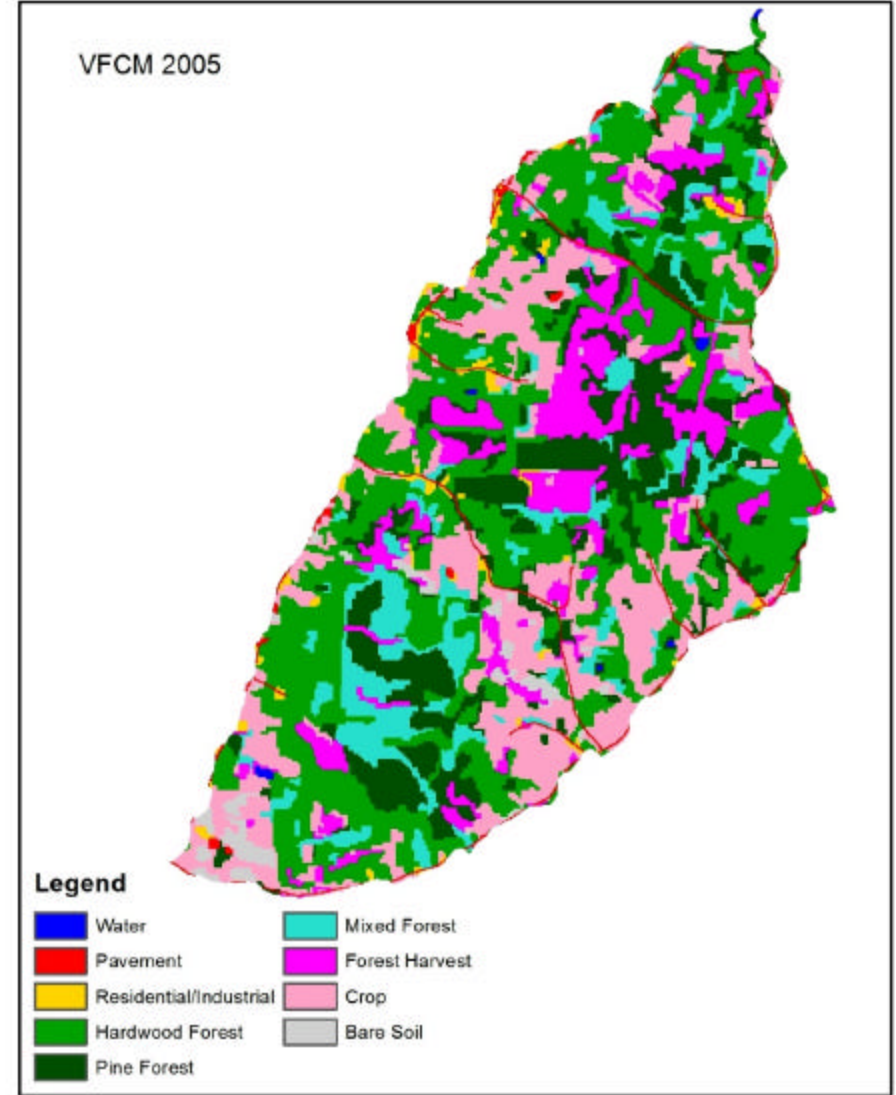 VFCM 2005
Legend
Water
Pavement
Residential/Industrial
Hardwood Forest
Pine Forest
Mixed Forest
Forest Harvest
Crop
Bare Soil